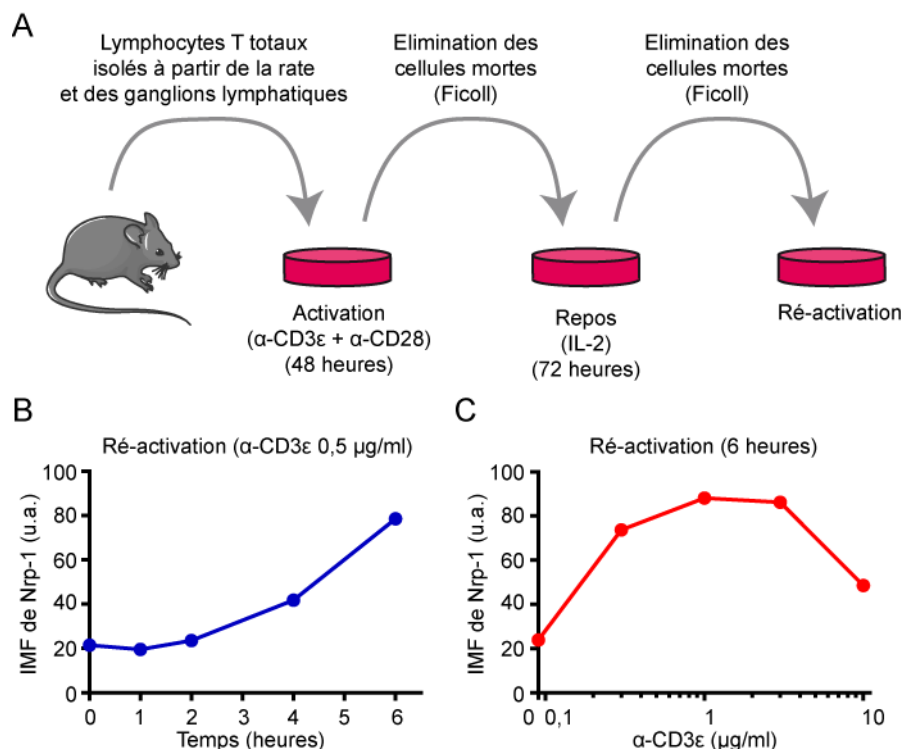 A
Lymphocytes T totaux
isolés à partir de la rate
et des ganglions lymphatiques
Elimination des
cellules mortes
(Ficoll)
Elimination des
cellules mortes
(Ficoll)
Activation
(α-CD3ε + α-CD28)
(48 heures)
Repos
(IL-2)
(72 heures)
Ré-activation
B
Ré-activation (α-CD3ε 0,5 µg/ml)
IMF de Nrp-1 (u.a.)
100
80
60
40
20
0
0 1 2 3 4 5 6
Temps (heures)
C
Ré-activation (6 heures)
IMF de Nrp-1 (u.a.)
100
80
60
40
20
0
0 0,1 1 10
α-CD3ε (µg/ml)